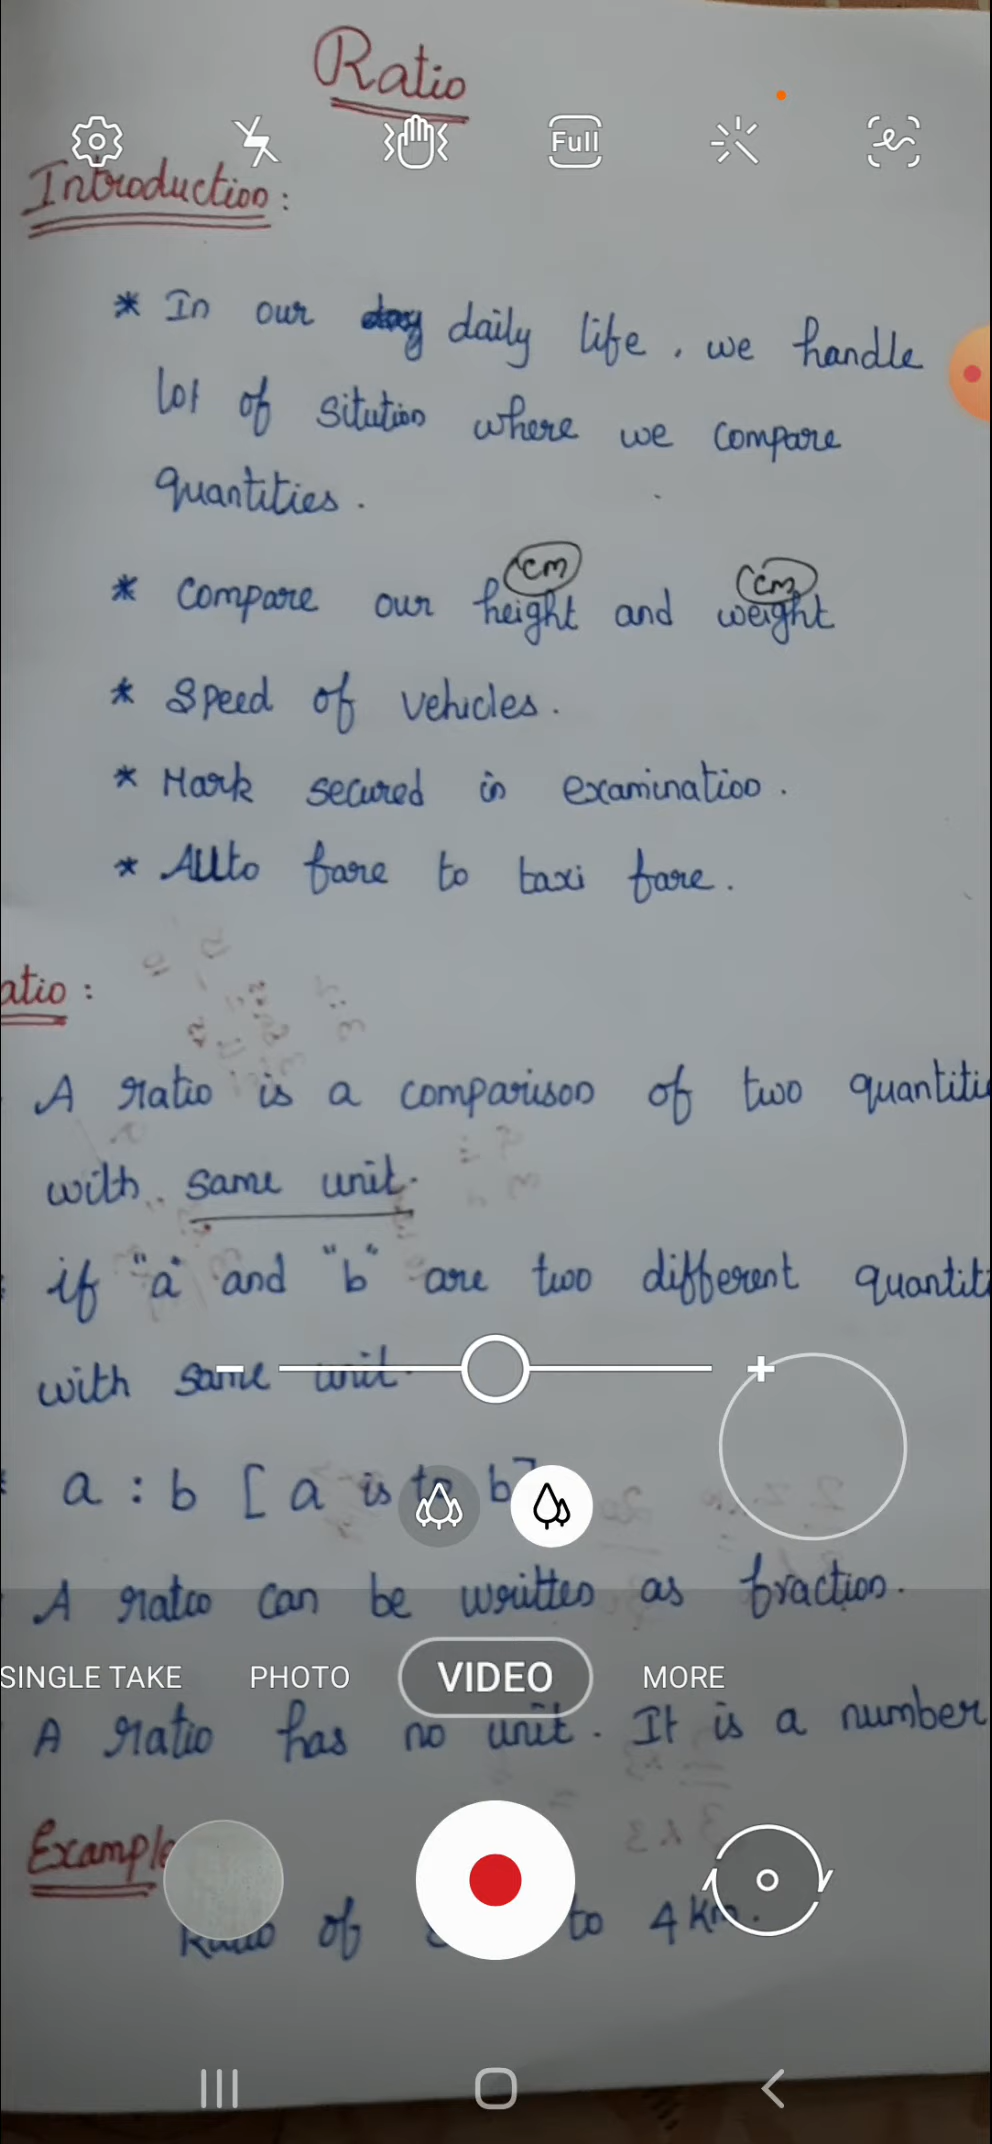 Ratio
Full
Introduction :
* In our daily life, we handle
lot of sitution where we compare
quantities.
cm cm
* Compare our height and weight
* Speed of vehicles.
* Mark secured in examination.
* Auto fare to taxi fare.
atio :
A ratio is a comparison of two quantitie
with same unit.
if "a" and "b" are two different quantiti
with same unit.
* a : b [ a is to b]
A ratio can be written as fraction.
SINGLE TAKE PHOTO VIDEO MORE
A ratio has no unit. It is a number
Example
Ratio of to 4 km.